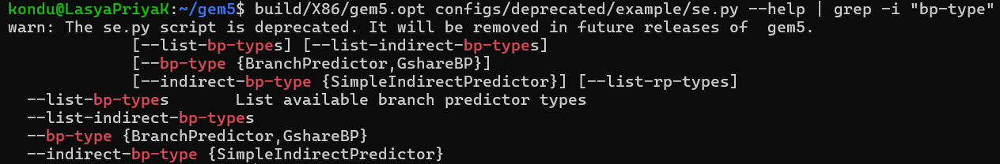 kondu@LasyaPriyaK:~/gem5$ build/X86/gem5.opt configs/deprecated/example/se.py --help | grep -i "bp-type"
warn: The se.py script is deprecated. It will be removed in future releases of  gem5.
             [--list-bp-types] [--list-indirect-bp-types]
             [--bp-type {BranchPredictor,GshareBP}]
             [--indirect-bp-type {SimpleIndirectPredictor}] [--list-rp-types]
  --list-bp-types       List available branch predictor types
  --list-indirect-bp-types
  --bp-type {BranchPredictor,GshareBP}
  --indirect-bp-type {SimpleIndirectPredictor}